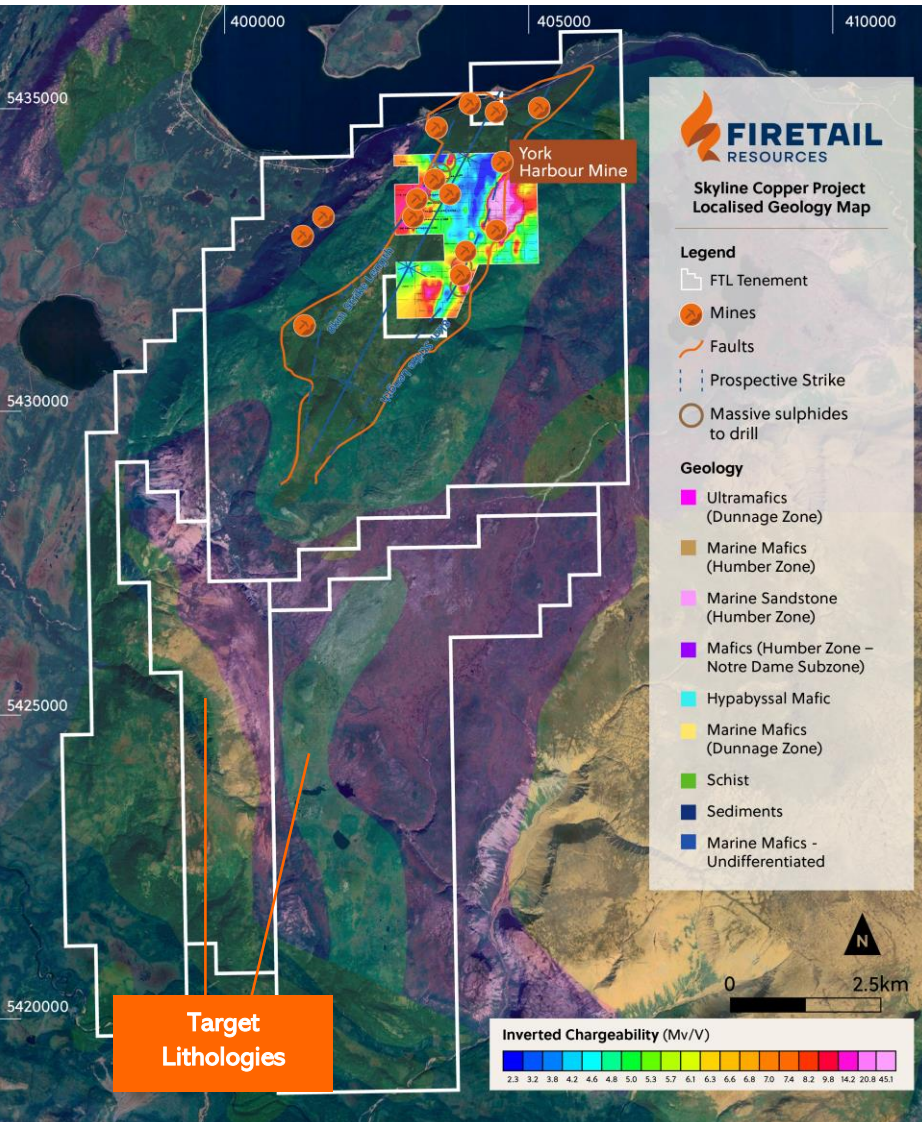 400000
405000
410000
5435000
5430000
5425000
5420000
York
Harbour Mine
FIRETAIL
RESOURCES
Skyline Copper Project
Localised Geology Map
Legend
FTL Tenement
Mines
Faults
Prospective Strike
Massive sulphides
to drill
Geology
Ultramafics
(Dunnage Zone)
Marine Mafics
(Humber Zone)
Marine Sandstone
(Humber Zone)
Mafics (Humber Zone –
Notre Dame Subzone)
Hypabyssal Mafic
Marine Mafics
(Dunnage Zone)
Schist
Sediments
Marine Mafics -
Undifferentiated
Strike Length
Strike Length
Target
Lithologies
N
0 2.5km
Inverted Chargeability (Mv/V)
2.3 3.2 3.8 4.2 4.6 4.8 5.0 5.3 5.7 6.1 6.3 6.6 6.8 7.0 7.4 8.2 9.8 14.2 20.8 45.1